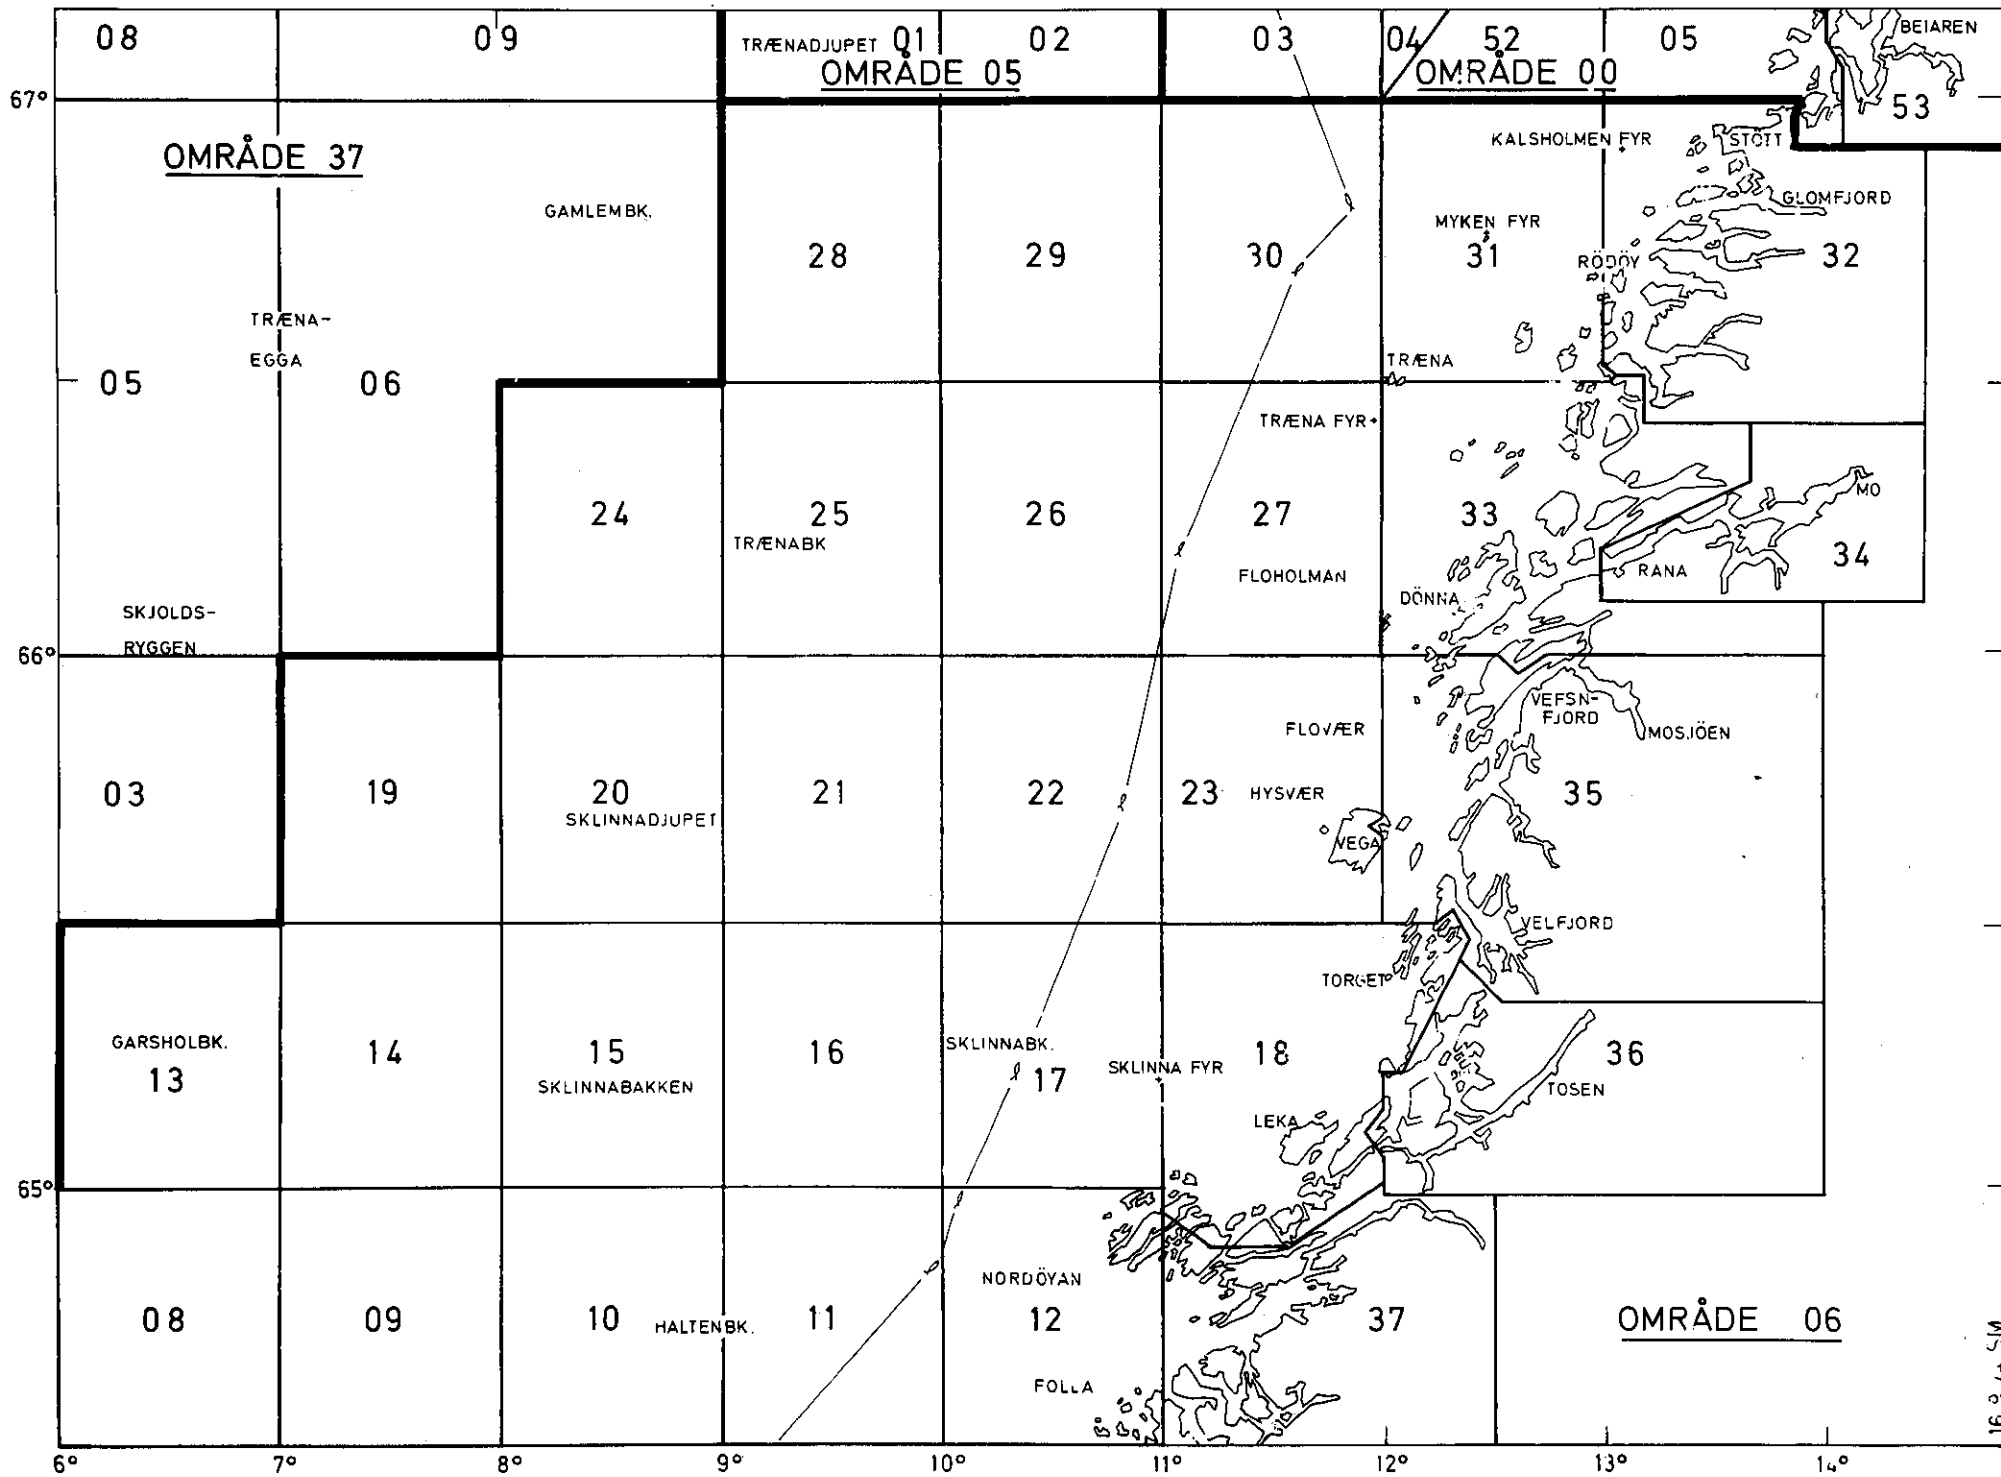 08 09 TRÆNADJUPET 01 02 03 04 52 05 BEIAREN
OMRÅDE 05 OMRÅDE 00
67°
53
OMRÅDE 37
KALSHOLMEN FYR STÖTT
GAMLEMBK. GLOMFJORD
MYKEN FYR
28 29 30 31 RÖDÖY 32
TRÆNA-
EGGA
05 06
TRÆNA
TRÆNA FYR
24 25 26 27 33 MO
TRÆNABK
34
FLOHOLMAN RANA
DÖNNA
SKJOLDS-
RYGGEN
66°
VEFSN-
FJORD
FLOVÆR MOSJÖEN
03 19 20 21 22 23 HYSVÆR 35
SKLINNADJUPET
VEGA
VELFJORD
TORGET
GARSHOLBK. SKLINNABK.
13 14 15 16 17 18 36
SKLINNA FYR
SKLINNABAKKEN TOSEN
LEKA
65°
NORDÖYAN
08 09 10 HALTENBK. 11 12 37 OMRÅDE 06
FOLLA
6° 7° 8° 9° 10° 11° 12° 13° 14°